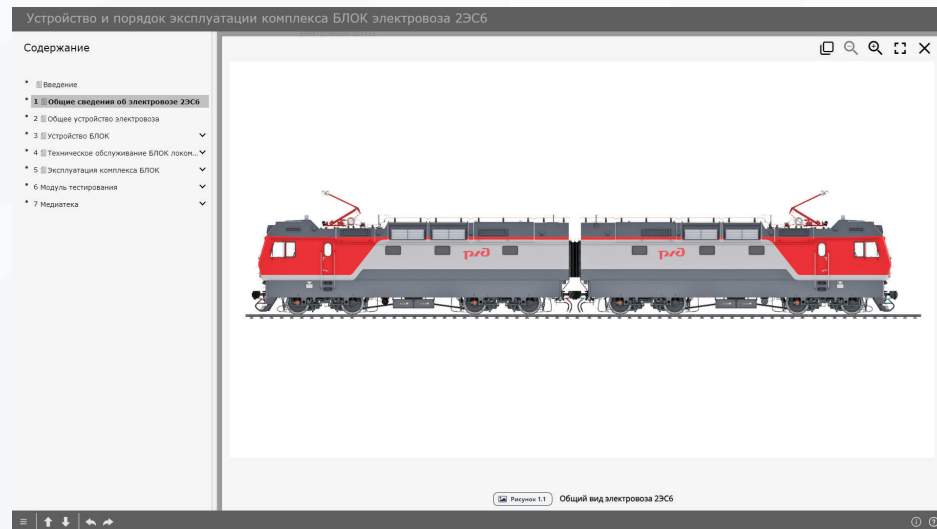 Устройство и порядок эксплуатации комплекса БЛОК электровоза 2ЭС6
Содержание
Введение
1 Общие сведения об электровозе 2ЭС6
2 Общее устройство электровоза
3 Устройство БЛОК
4 Техническое обслуживание БЛОК локом...
5 Эксплуатация комплекса БЛОК
6 Модуль тестирования
7 Медиатека
ржд ржд
Рисунок 1.1 Общий вид электровоза 2ЭС6